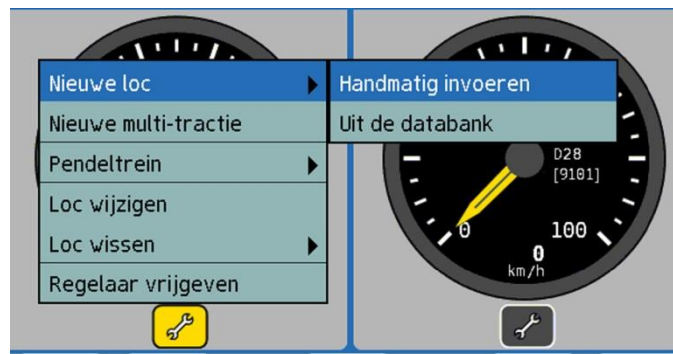 Nieuwe loc
Nieuwe multi-tractie
Pendeltrein
Loc wijzigen
Loc wissen
Regelaar vrijgeven
Handmatig invoeren
Uit de databank
D28
[9101]
0
100
0
km/h